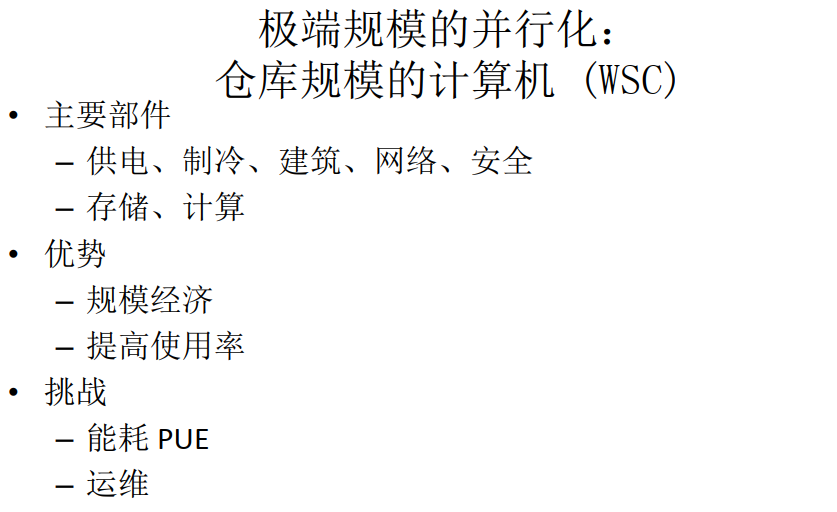 极端规模的并行化：
仓库规模的计算机 (WSC)
• 主要部件
– 供电、制冷、建筑、网络、安全
– 存储、计算
• 优势
– 规模经济
– 提高使用率
• 挑战
– 能耗 PUE
– 运维